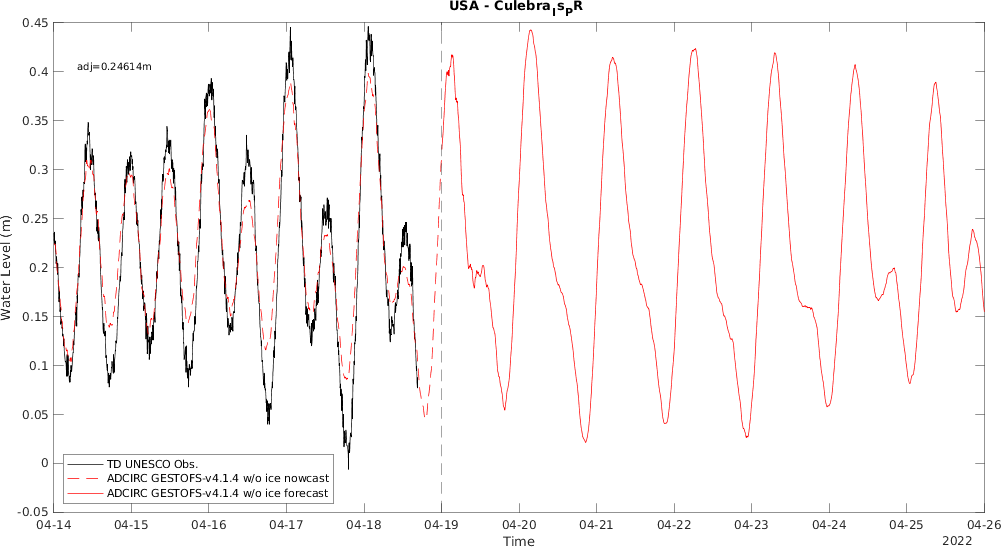 USA - Culebra_Is_PR
adj=0.24614m
0.45
0.4
0.35
0.3
0.25
0.2
0.15
0.1
0.05
0
-0.05
Water Level (m)
TD UNESCO Obs.
ADCIRC GESTOFS-v4.1.4 w/o ice nowcast
ADCIRC GESTOFS-v4.1.4 w/o ice forecast
04-14 04-15 04-16 04-17 04-18 04-19 04-20 04-21 04-22 04-23 04-24 04-25 04-26
Time
2022